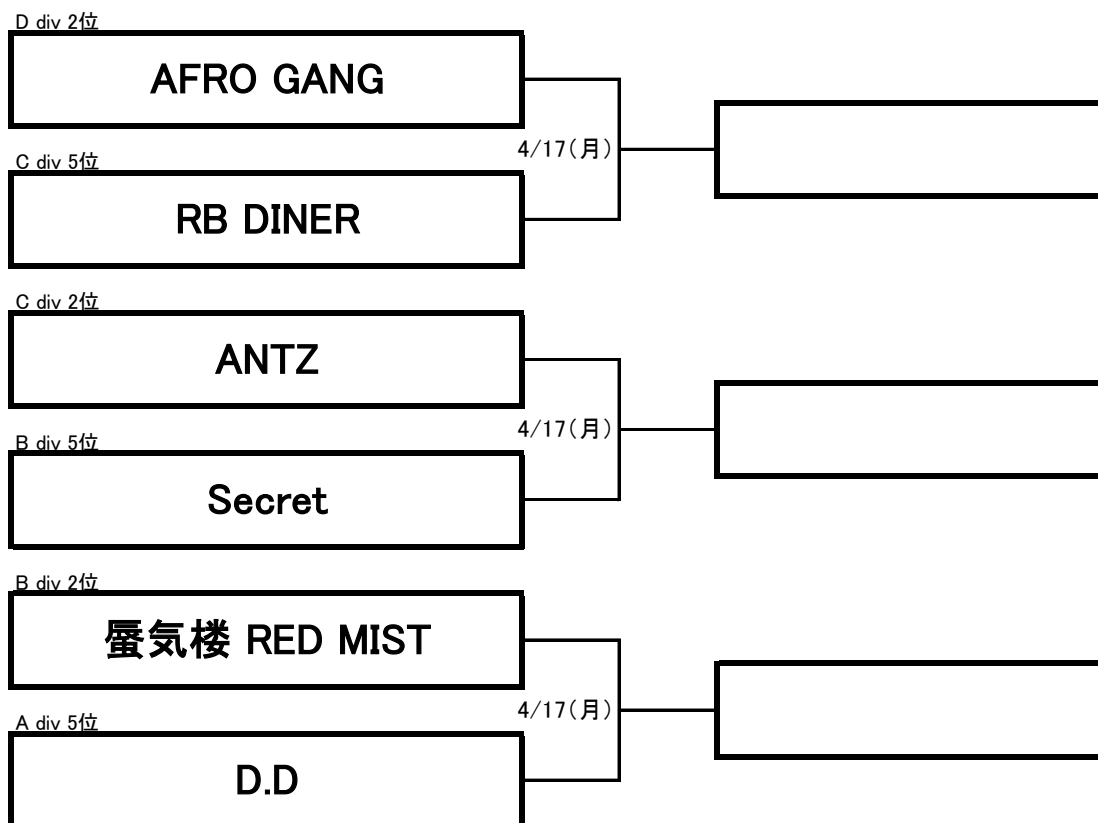 D div 2位
AFRO GANG
4/17(月)
C div 5位
RB DINER
C div 2位
ANTZ
4/17(月)
B div 5位
Secret
B div 2位
蜃気楼 RED MIST
4/17(月)
A div 5位
D.D